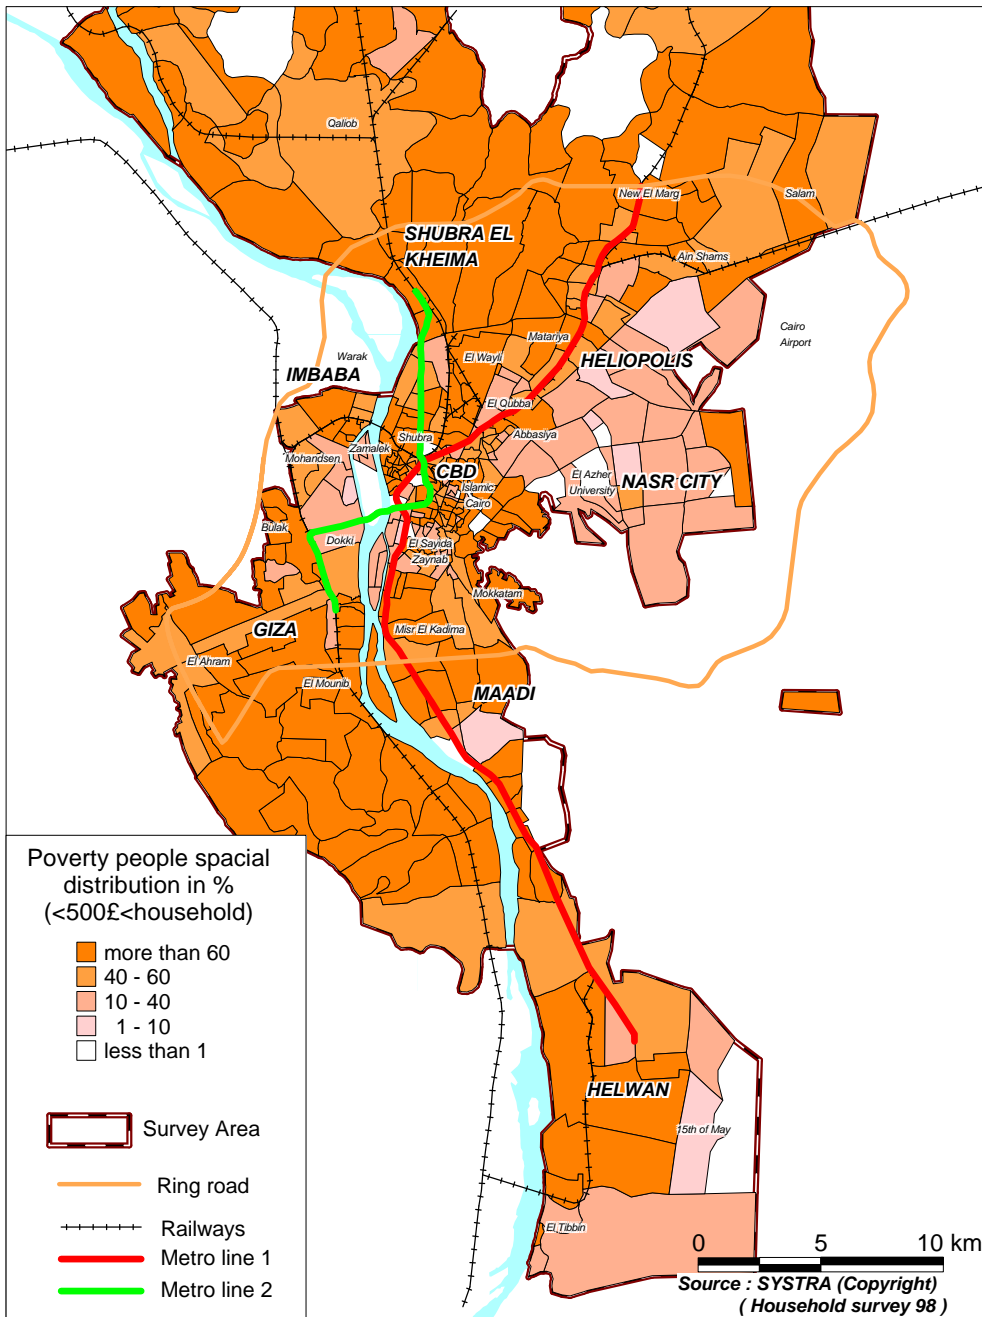 Qaliob
New El Marg
Salam
SHUBRA EL
KHEIMA
Ain Shams
Cairo
Airport
Matariya
Warak
El Wayli
HELIOPOLIS
IMBABA
El Qubba
Abbasiya
Shubra
Zamalek
Mohandsen
CBD
El Azher
University
NASR CITY
Islamic
Cairo
Bulak
Dokki
El Sayida
Zaynab
Mokkatam
GIZA
Misr El Kadima
El Ahram
El Mounib
MAADI
Poverty people spacial
distribution in %
(<500£<household)
more than 60
40 - 60
10 - 40
1 - 10
less than 1
HELWAN
Survey Area
15th of May
Ring road
Railways
El Tibbin
Metro line 1
Metro line 2
0 5 10 km
Source : SYSTRA (Copyright)
( Household survey 98 )